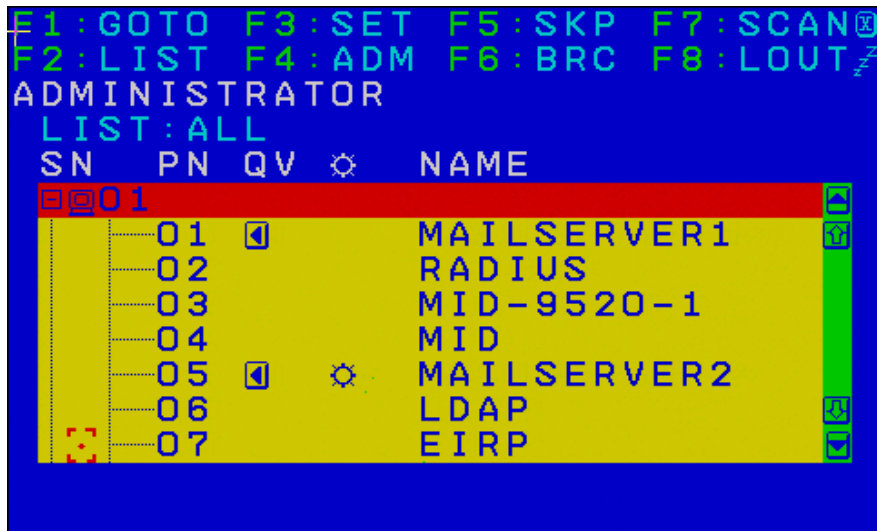 F1:GOTO F3:SET F5:SKP F7:SCAN
F2:LIST F4:ADM F6:BRC F8:LOUT zZ
ADMINISTRATOR
LIST:ALL
SN PN QV NAME
01
01 MAILSERVER1
02 RADIUS
03 MID-9520-1
04 MID
05 MAILSERVER2
06 LDAP
07 EIRP